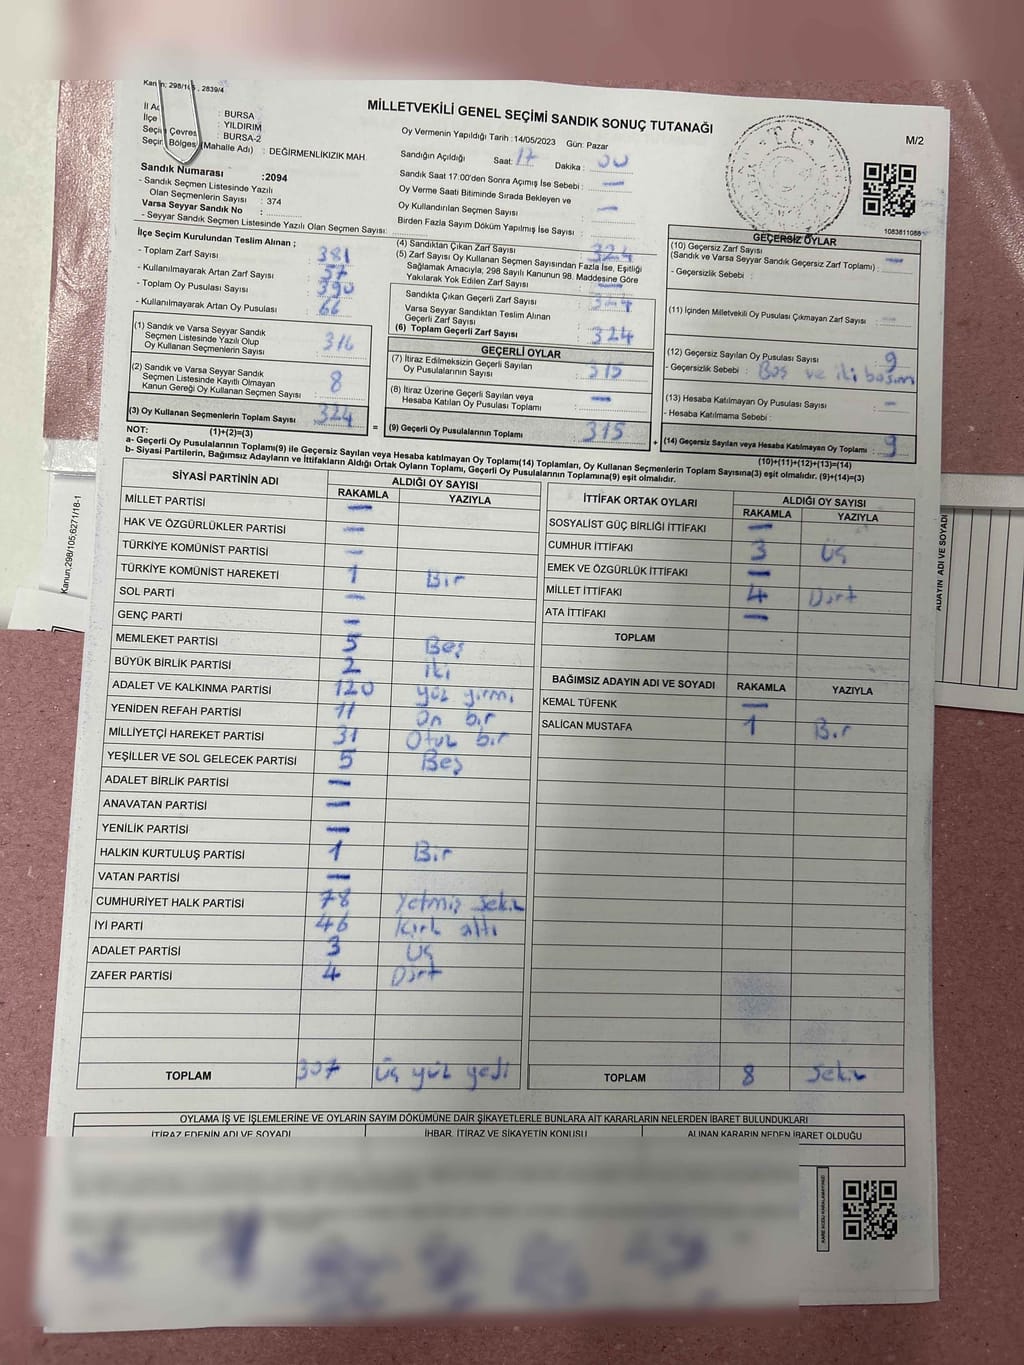 2839/4
MİLLETVEKİLİ GENEL SEÇİMİ SANDIK SONUÇ TUTANAĞI
M/2
: BURSA
İlçe : YILDIRIM
Seçim Çevresi : BURSA-2
Seçim Bölgesi (Mahalle Adı) : DEĞİRMENLİKIZIK MAH.
Sandık Numarası : 2094
- Sandık Seçmen Listesinde Yazılı
Olan Seçmenlerin Sayısı : 374
Varsa Seyyar Sandık No :
- Seyyar Sandık Seçmen Listesinde Yazılı Olan Seçmen Sayısı:
Oy Vermenin Yapıldığı Tarih : 14/05/2023 Gün: Pazar
Sandığın Açıldığı Saat: 17 Dakika : 00
Sandık Saat 17:00'den Sonra Açılmış İse Sebebi : —
Oy Verme Saati Bitiminde Sırada Bekleyen ve
Oy Kullandırılan Seçmen Sayısı : —
Birden Fazla Sayım Döküm Yapılmış İse Sayısı :
T.C.
1083811088
İlçe Seçim Kurulundan Teslim Alınan ;
- Toplam Zarf Sayısı : 381
- Kullanılmayarak Artan Zarf Sayısı : 57
- Toplam Oy Pusulası Sayısı : 390
- Kullanılmayarak Artan Oy Pusulası : 66
(1) Sandık ve Varsa Seyyar Sandık
Seçmen Listesinde Yazılı Olup
Oy Kullanan Seçmenlerin Sayısı : 316
(2) Sandık ve Varsa Seyyar Sandık
Seçmen Listesinde Kayıtlı Olmayan
Kanun Gereği Oy Kullanan Seçmen Sayısı : 8
(3) Oy Kullanan Seçmenlerin Toplam Sayısı : 324
(1)+(2)=(3)
(4) Sandıktan Çıkan Zarf Sayısı : 324
(5) Zarf Sayısı Oy Kullanan Seçmen Sayısından Fazla İse, Eşitliği
Sağlamak Amacıyla; 298 Sayılı Kanunun 98. Maddesine Göre
Yakılarak Yok Edilen Zarf Sayısı : —
Sandıkta Çıkan Geçerli Zarf Sayısı : 324
Varsa Seyyar Sandıktan Teslim Alınan
Geçerli Zarf Sayısı :
(6) Toplam Geçerli Zarf Sayısı : 324
GEÇERLİ OYLAR
(7) İtiraz Edilmeksizin Geçerli Sayılan
Oy Pusulalarının Sayısı : 315
(8) İtiraz Üzerine Geçerli Sayılan veya
Hesaba Katılan Oy Pusulası Toplamı : —
= (9) Geçerli Oy Pusulalarının Toplamı : 315 +
GEÇERSİZ OYLAR
(10) Geçersiz Zarf Sayısı
(Sandık ve Varsa Seyyar Sandık Geçersiz Zarf Toplamı) : —
- Geçersizlik Sebebi :
(11) İçinden Milletvekili Oy Pusulası Çıkmayan Zarf Sayısı : —
(12) Geçersiz Sayılan Oy Pusulası Sayısı : 9
- Geçersizlik Sebebi : Boş ve iki basım
(13) Hesaba Katılmayan Oy Pusulası Sayısı : —
- Hesaba Katılmama Sebebi :
(14) Geçersiz Sayılan veya Hesaba Katılmayan Oy Toplamı : 9
(10)+(11)+(12)+(13)=(14)
NOT:
a- Geçerli Oy Pusulalarının Toplamı(9) ile Geçersiz Sayılan veya Hesaba katılmayan Oy Toplamı(14) Toplamları, Oy Kullanan Seçmenlerin Toplam Sayısına(3) eşit olmalıdır. (9)+(14)=(3)
b- Siyasi Partilerin, Bağımsız Adayların ve İttifakların Aldığı Oy Ortak Oyların Toplamı, Geçerli Oy Pusulalarının Toplamına(9) eşit olmalıdır.
SİYASİ PARTİNİN ADI ALDIĞI OY SAYISI
RAKAMLA YAZIYLA
MİLLET PARTİSİ —
HAK VE ÖZGÜRLÜKLER PARTİSİ —
TÜRKİYE KOMÜNİST PARTİSİ —
TÜRKİYE KOMÜNİST HAREKETİ 1 Bir
SOL PARTİ —
GENÇ PARTİ —
MEMLEKET PARTİSİ 5 Beş
BÜYÜK BİRLİK PARTİSİ 2 iki
ADALET VE KALKINMA PARTİSİ 120 yüz yirmi
YENİDEN REFAH PARTİSİ 11 On bir
MİLLİYETÇİ HAREKET PARTİSİ 31 Otuz bir
YEŞİLLER VE SOL GELECEK PARTİSİ 5 Beş
ADALET BİRLİK PARTİSİ —
ANAVATAN PARTİSİ —
YENİLİK PARTİSİ —
HALKIN KURTULUŞ PARTİSİ 1 Bir
VATAN PARTİSİ —
CUMHURİYET HALK PARTİSİ 78 Yetmiş sekiz
İYİ PARTİ 46 Kırk altı
ADALET PARTİSİ 3 Üç
ZAFER PARTİSİ 4 Dört
TOPLAM 307 Üç yüz yedi
İTTİFAK ORTAK OYLARI ALDIĞI OY SAYISI
RAKAMLA YAZIYLA
SOSYALİST GÜÇ BİRLİĞİ İTTİFAKI —
CUMHUR İTTİFAKI 3 Üç
EMEK VE ÖZGÜRLÜK İTTİFAKI —
MİLLET İTTİFAKI 4 Dört
ATA İTTİFAKI —
TOPLAM
BAĞIMSIZ ADAYIN ADI VE SOYADI RAKAMLA YAZIYLA
KEMAL TÜFENK —
SALİCAN MUSTAFA 1 Bir
TOPLAM 8 Sekiz
OYLAMA İŞ VE İŞLEMLERİNE VE OYLARIN SAYIM DÖKÜMÜNE DAİR ŞİKAYETLERLE BUNLARA AİT KARARLARIN NELERDEN İBARET BULUNDUKLARI
İTİRAZ EDENİN ADI VE SOYADI İHBAR, İTİRAZ VE ŞİKAYETİN KONUSU ALINAN KARARIN NEDEN İBARET OLDUĞU
Kanun.298/105;6271/18-1
ADAYIN ADI VE SOYADI